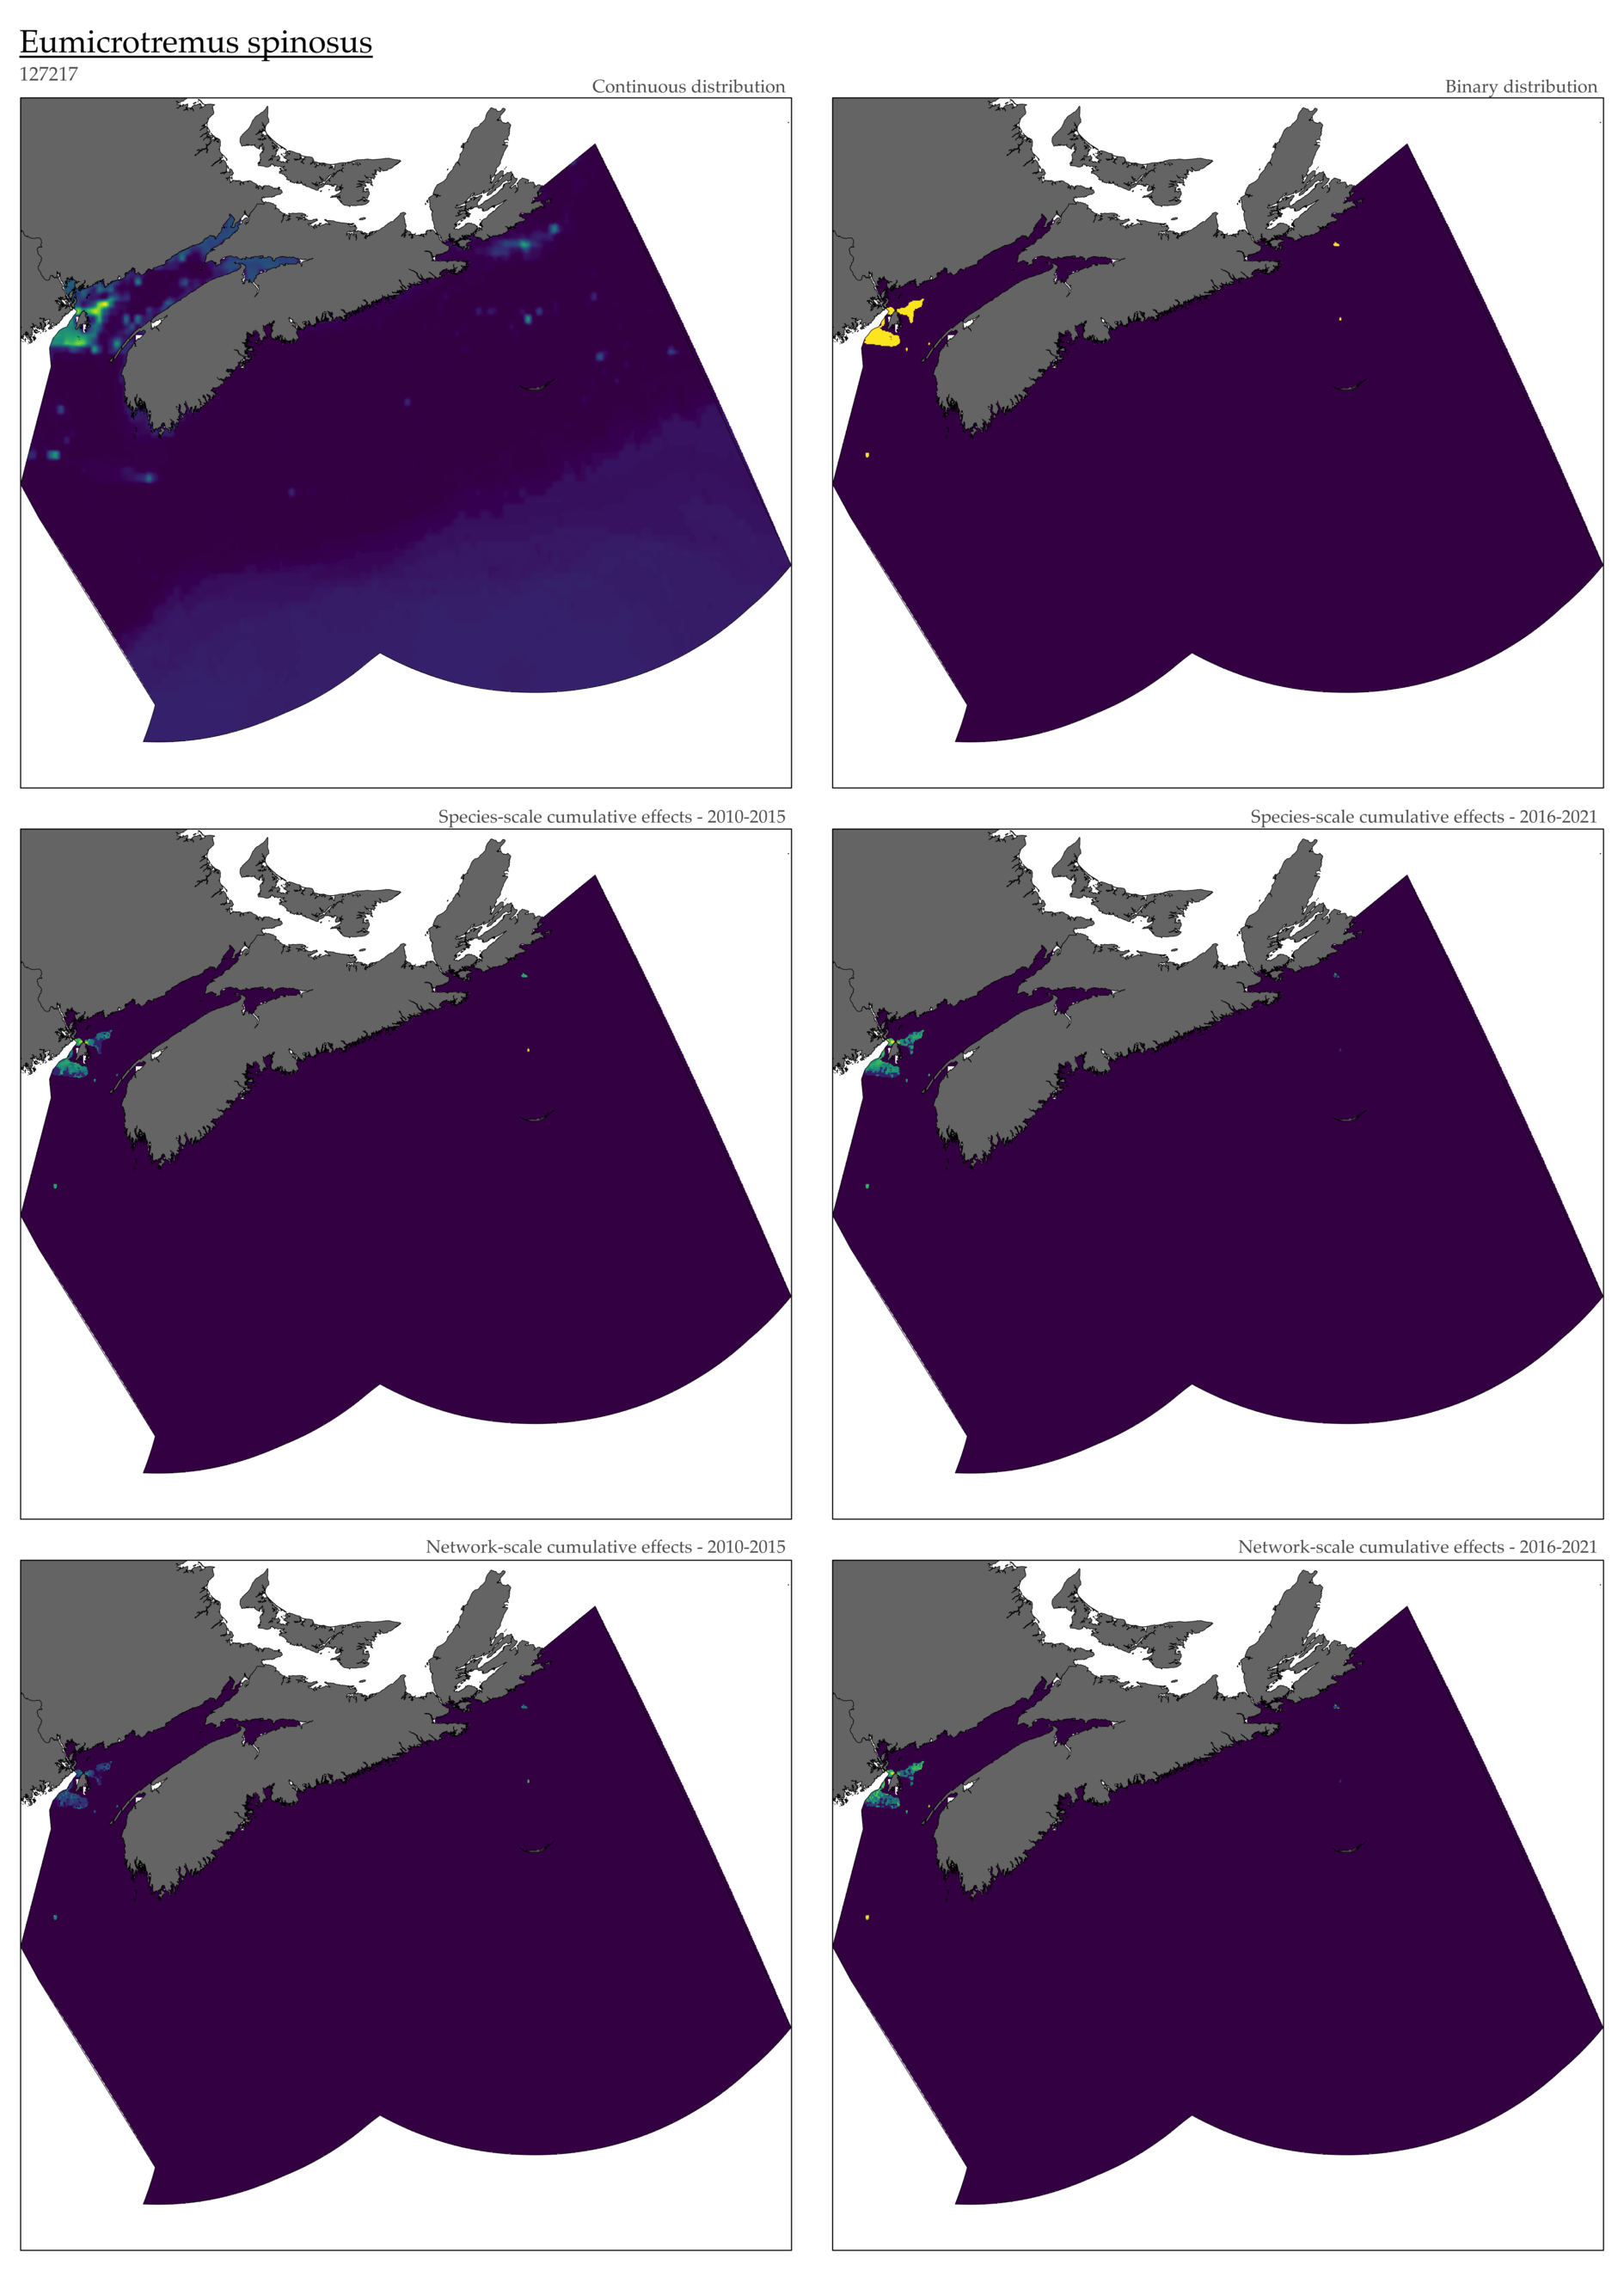 Eumicrotremus spinosus
127217
Continuous distribution
Binary distribution
Species-scale cumulative effects - 2010-2015
Species-scale cumulative effects - 2016-2021
Network-scale cumulative effects - 2010-2015
Network-scale cumulative effects - 2016-2021